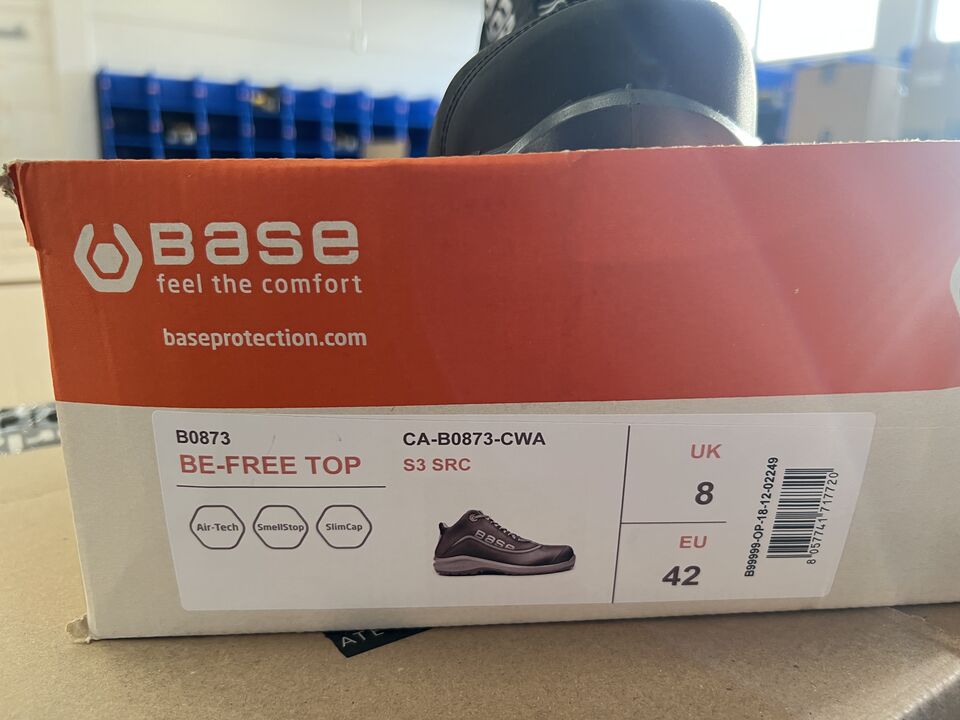 BASE
feel the comfort
baseprotection.com
B0873
BE-FREE TOP
Air-Tech
SmellStop
SlimCap
CA-B0873-CWA
S3 SRC
BASE
UK
8
EU
42
B99999-OP-18-12-02249
8 057741 717720